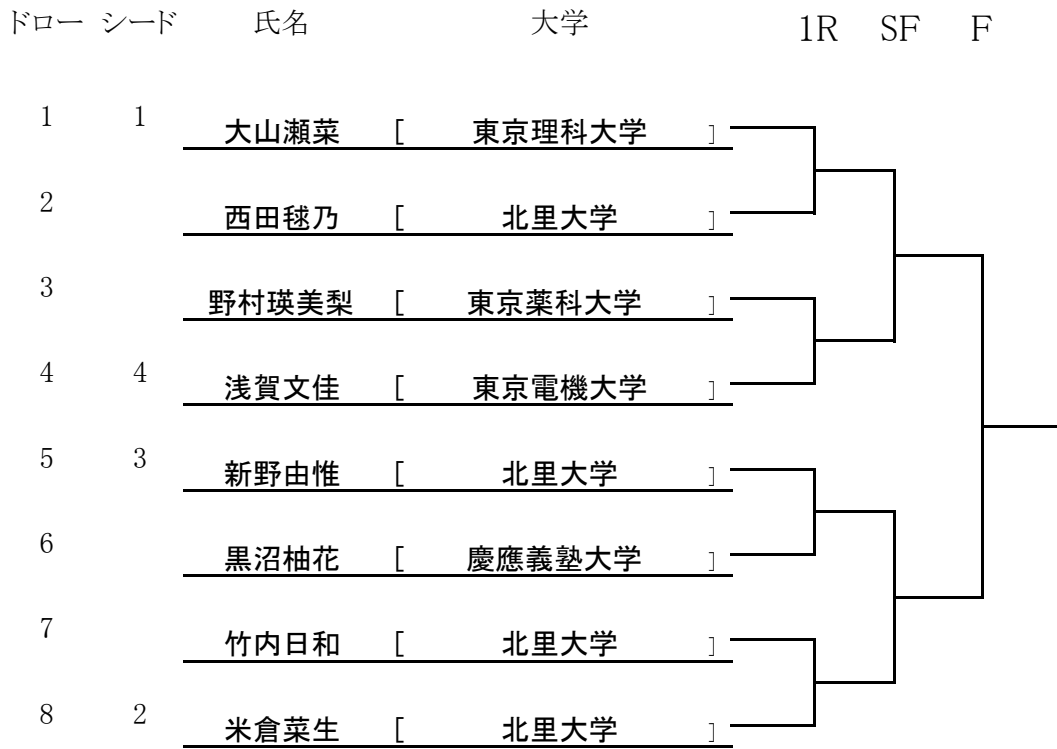 ドロー シード 氏名 大学 1R SF F
1 1 大山瀬菜 [ 東京理科大学 ]
2 西田毬乃 [ 北里大学 ]
3 野村瑛美梨 [ 東京薬科大学 ]
4 4 浅賀文佳 [ 東京電機大学 ]
5 3 新野由惟 [ 北里大学 ]
6 黒沼柚花 [ 慶應義塾大学 ]
7 竹内日和 [ 北里大学 ]
8 2 米倉菜生 [ 北里大学 ]